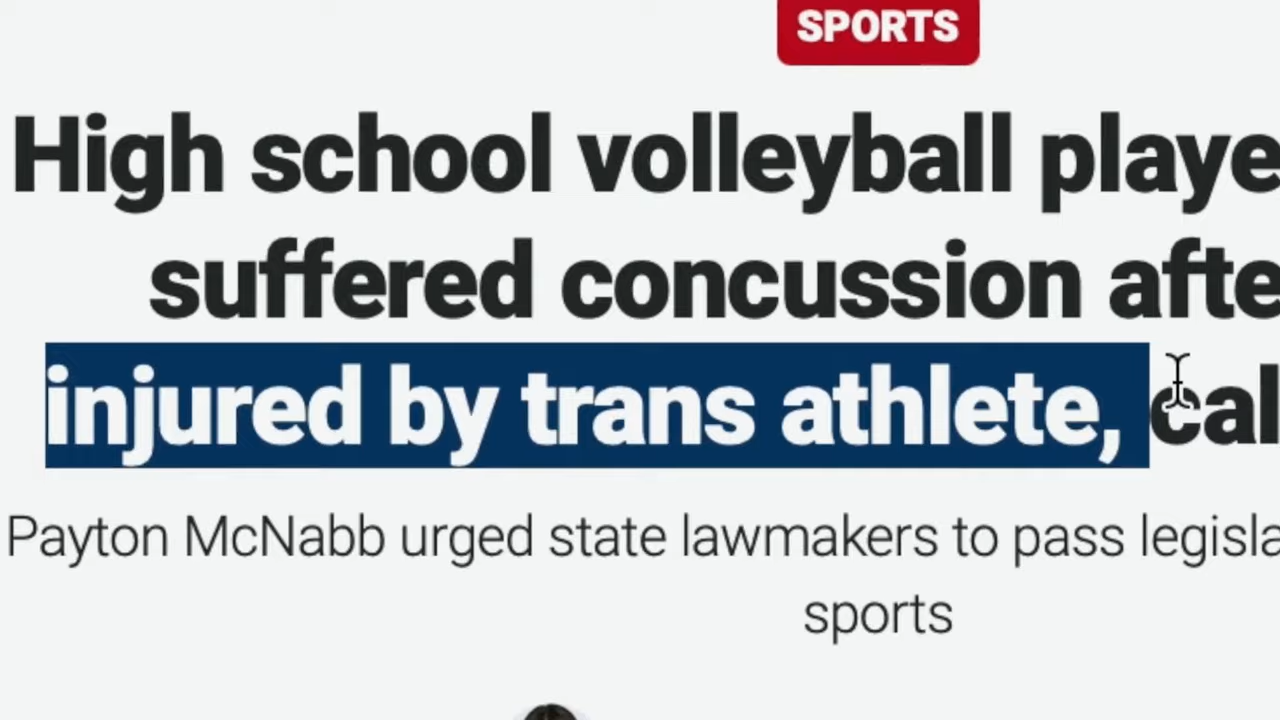 SPORTS
High school volleyball playe
suffered concussion afte
injured by trans athlete, cal
Payton McNabb urged state lawmakers to pass legisla
sports